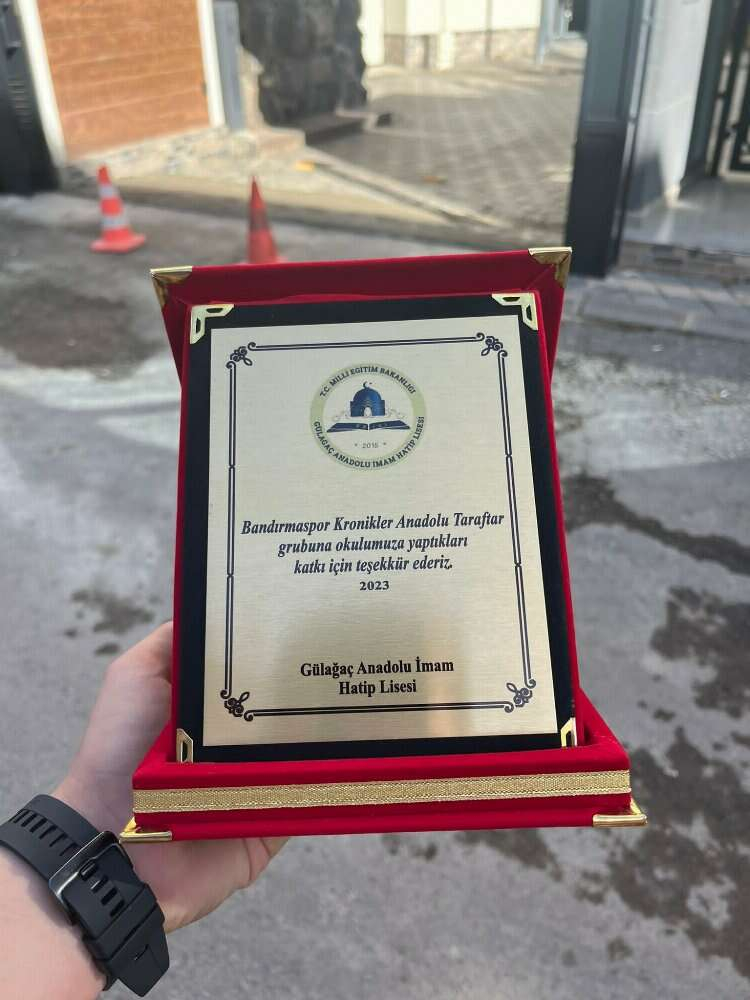 T.C. MİLLİ EĞİTİM BAKANLIĞI
GÜLAĞAÇ ANADOLU İMAM HATİP LİSESİ
* 2016 *
Bandırmaspor Kronikler Anadolu Taraftar
grubuna okulumuza yaptıkları
katkı için teşekkür ederiz.
2023
Gülağaç Anadolu İmam
Hatip Lisesi